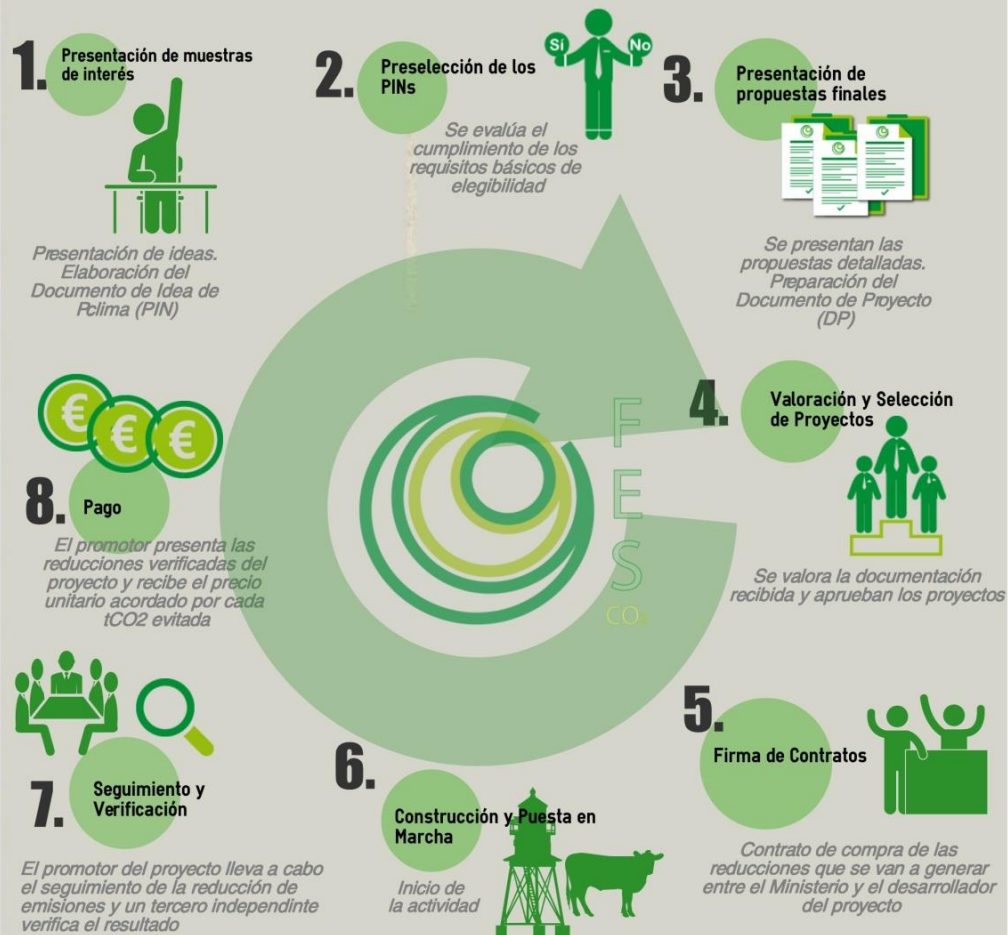 1.
Presentación de muestras
de interés
Presentación de ideas.
Elaboración del
Documento de Idea de
Pclima (PIN)
2.
Preselección de los
PINs
Sí
No
Se evalúa el
cumplimiento de los
requisitos básicos de
elegibilidad
3.
Presentación de
propuestas finales
Se presentan las
propuestas detalladas.
Preparación del
Documento de Proyecto
(DP)
4.
Valoración y Selección
de Proyectos
Se valora la documentación
recibida y aprueban los proyectos
5.
Firma de Contratos
Contrato de compra de las
reducciones que se van a generar
entre el Ministerio y el desarrollador
del proyecto
6.
Construcción y Puesta en
Marcha
Inicio de
la actividad
7.
Seguimiento y
Verificación
El promotor del proyecto lleva a cabo
el seguimiento de la reducción de
emisiones y un tercero independinte
verifica el resultado
8.
Pago
€
€
€
El promotor presenta las
reducciones verificadas del
proyecto y recibe el precio
unitario acordado por cada
tCO2 evitada
F
E
S
CO₂